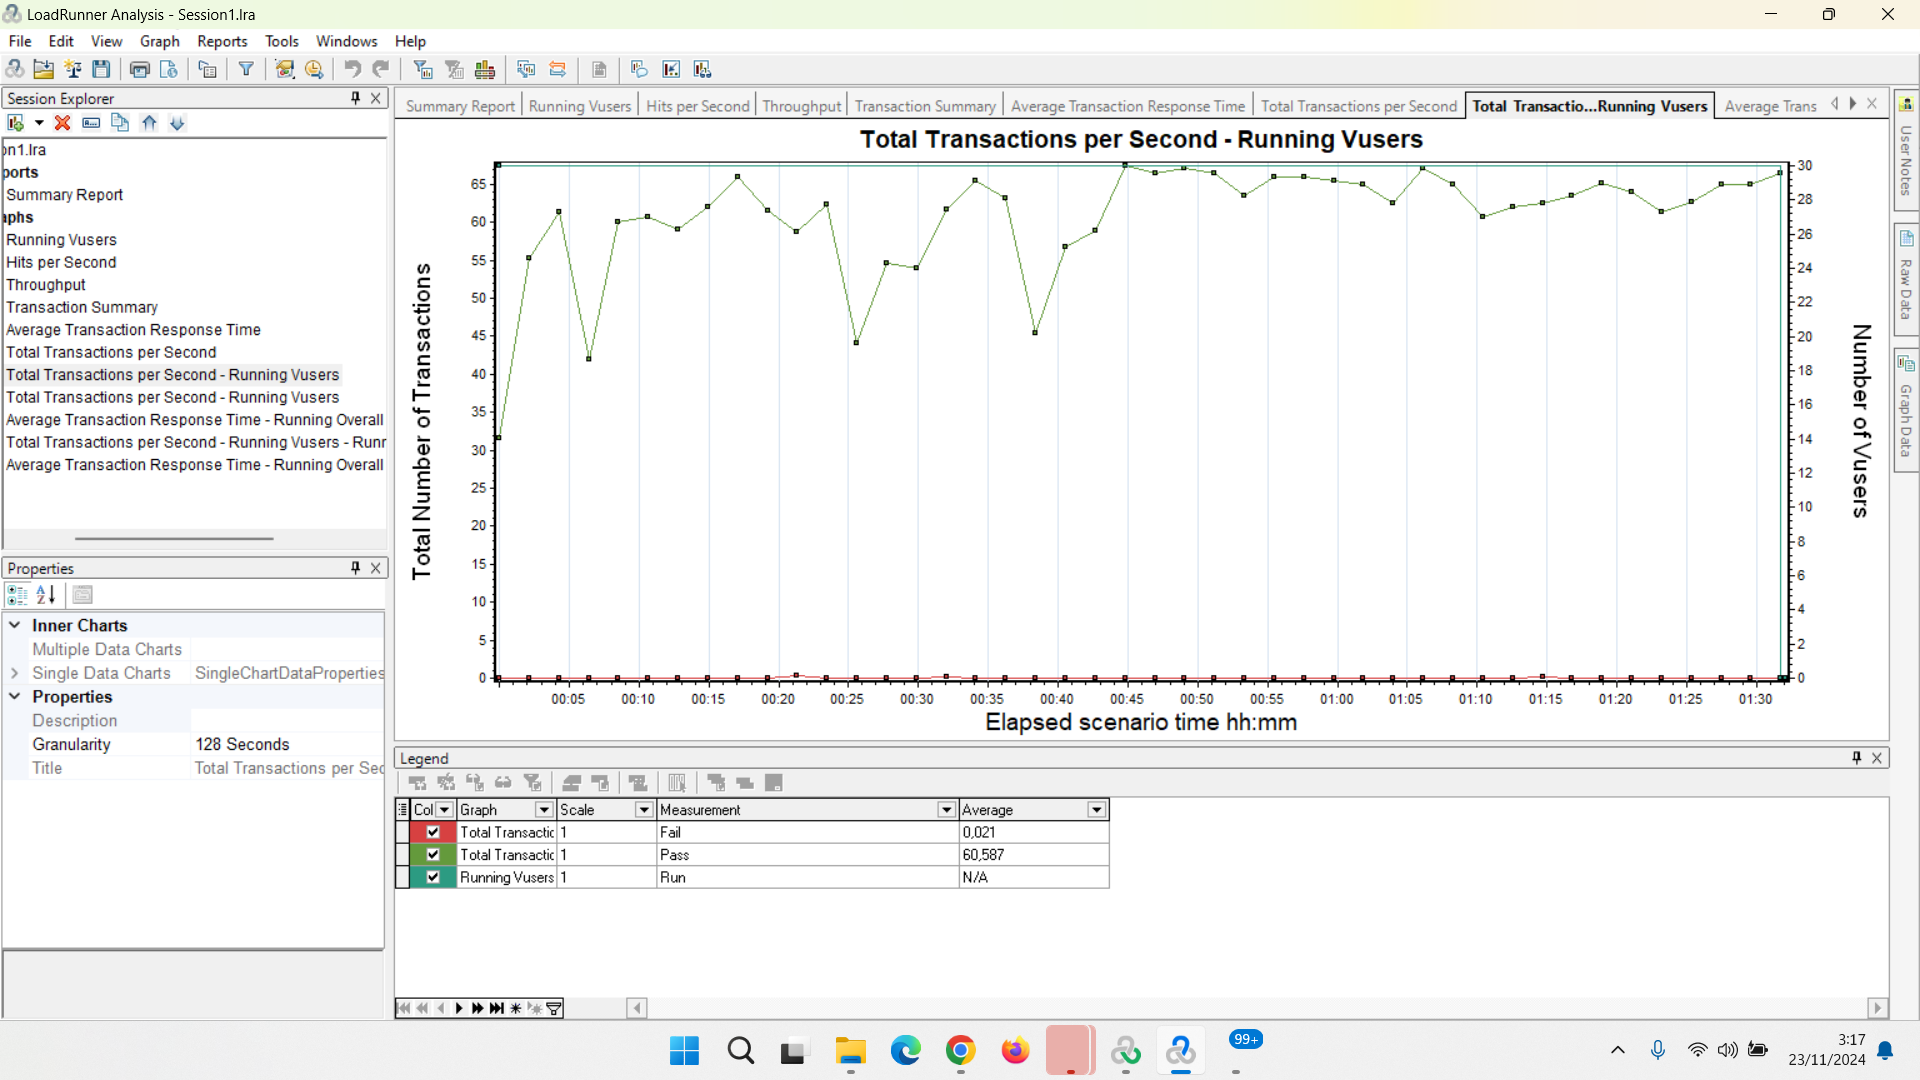 LoadRunner Analysis - Session1.lra
File Edit View Graph Reports Tools Windows Help
Session Explorer
on1.lra
ports
Summary Report
aphs
Running Vusers
Hits per Second
Throughput
Transaction Summary
Average Transaction Response Time
Total Transactions per Second
Total Transactions per Second - Running Vusers
Total Transactions per Second - Running Vusers
Average Transaction Response Time - Running Overall
Total Transactions per Second - Running Vusers - Runr
Average Transaction Response Time - Running Overall
Properties
Inner Charts
Multiple Data Charts
Single Data Charts SingleChartDataProperties
Properties
Description
Granularity 128 Seconds
Title Total Transactions per Sec
Summary Report Running Vusers Hits per Second Throughput Transaction Summary Average Transaction Response Time Total Transactions per Second Total Transactio...Running Vusers Average Trans
Total Transactions per Second - Running Vusers
Total Number of Transactions
65
60
55
50
45
40
35
30
25
20
15
10
5
0
30
28
26
24
22
20
18
16
14
12
10
8
6
4
2
0
Number of Vusers
00:05 00:10 00:15 00:20 00:25 00:30 00:35 00:40 00:45 00:50 00:55 01:00 01:05 01:10 01:15 01:20 01:25 01:30
Elapsed scenario time hh:mm
User Notes
Raw Data
Graph Data
Legend
Col Graph Scale Measurement Average
Total Transactic 1 Fail 0,021
Total Transactic 1 Pass 60,587
Running Vusers 1 Run N/A
99+
3:17
23/11/2024